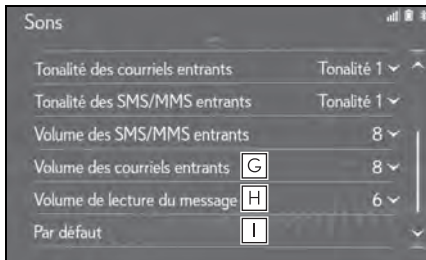 Sons
Tonalité des courriels entrants Tonalité 1
Tonalité des SMS/MMS entrants Tonalité 1
Volume des SMS/MMS entrants 8
Volume des courriels entrants G 8
Volume de lecture du message H 6
Par défaut I